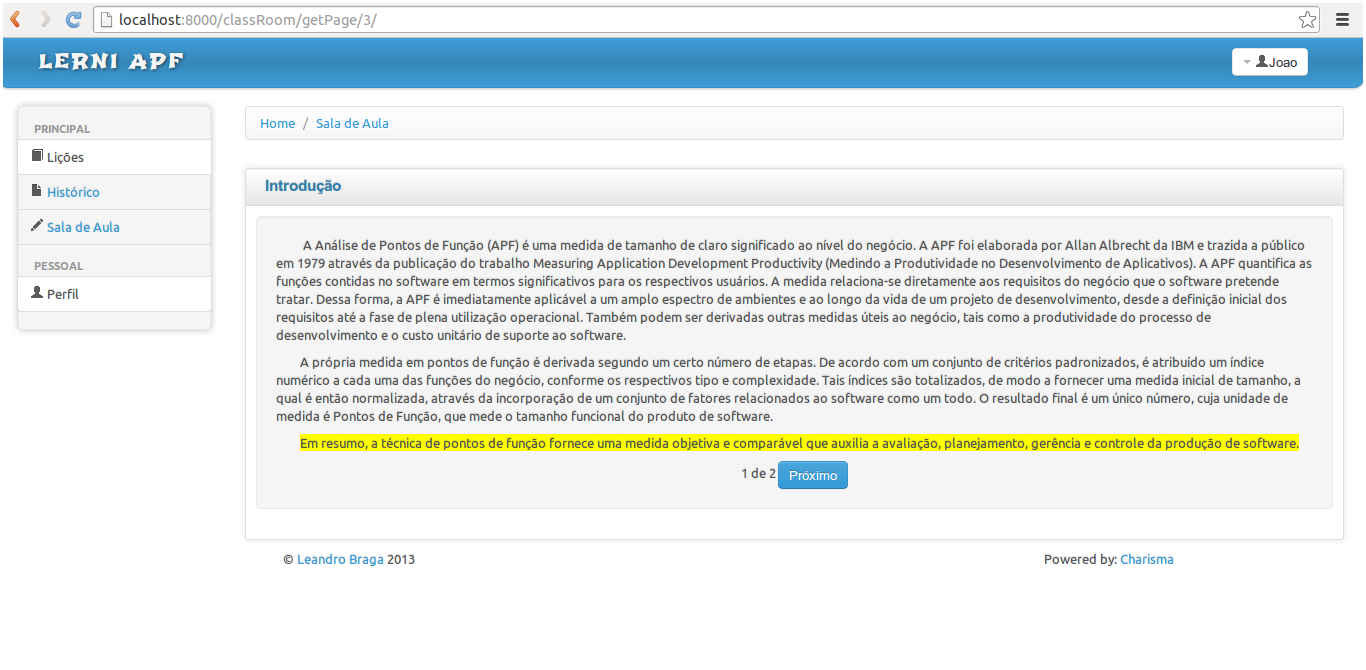 localhost:8000/classRoom/getPage/3/
LERNI APF
Joao
PRINCIPAL
Lições
Histórico
Sala de Aula
PESSOAL
Perfil
Home / Sala de Aula
Introdução
A Análise de Pontos de Função (APF) é uma medida de tamanho de claro significado ao nível do negócio. A APF foi elaborada por Allan Albrecht da IBM e trazida a público
em 1979 através da publicação do trabalho Measuring Application Development Productivity (Medindo a Produtividade no Desenvolvimento de Aplicativos). A APF quantifica as
funções contidas no software em termos significativos para os respectivos usuários. A medida relaciona-se diretamente aos requisitos do negócio que o software pretende
tratar. Dessa forma, a APF é imediatamente aplicável a um amplo espectro de ambientes e ao longo da vida de um projeto de desenvolvimento, desde a definição inicial dos
requisitos até a fase de plena utilização operacional. Também podem ser derivadas outras medidas úteis ao negócio, tais como a produtividade do processo de
desenvolvimento e o custo unitário de suporte ao software.
A própria medida em pontos de função é derivada segundo um certo número de etapas. De acordo com um conjunto de critérios padronizados, é atribuído um índice
numérico a cada uma das funções do negócio, conforme os respectivos tipo e complexidade. Tais índices são totalizados, de modo a fornecer uma medida inicial de tamanho, a
qual é então normalizada, através da incorporação de um conjunto de fatores relacionados ao software como um todo. O resultado final é um único número, cuja unidade de
medida é Pontos de Função, que mede o tamanho funcional do produto de software.
Em resumo, a técnica de pontos de função fornece uma medida objetiva e comparável que auxilia a avaliação, planejamento, gerência e controle da produção de software.
1 de 2 Próximo
© Leandro Braga 2013
Powered by: Charisma